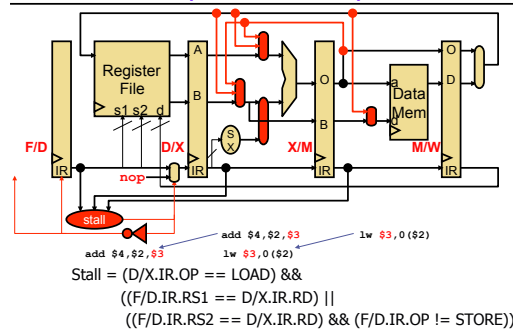 A
O
O
Register
File
B
a
Data
Mem
d
D
s1 s2 d
S
X
B
F/D
D/X
X/M
M/W
IR
IR
IR
IR
nop
stall
add $4,$2,$3
lw $3,0($2)
add $4,$2,$3
lw $3,0($2)
Stall = (D/X.IR.OP == LOAD) &&
((F/D.IR.RS1 == D/X.IR.RD) ||
((F/D.IR.RS2 == D/X.IR.RD) && (F/D.IR.OP != STORE))